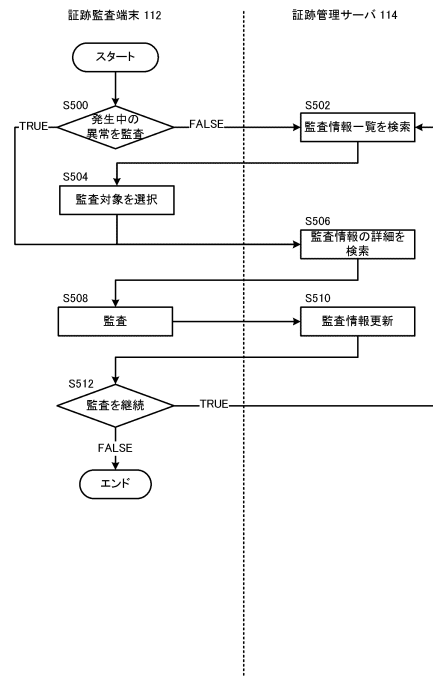 証跡監査端末 112
証跡管理サーバ 114
スタート
S500
発生中の
異常を監査
TRUE
FALSE
S502
監査情報一覧を検索
S504
監査対象を選択
S506
監査情報の詳細を
検索
S508
監査
S510
監査情報更新
S512
監査を継続
TRUE
FALSE
エンド